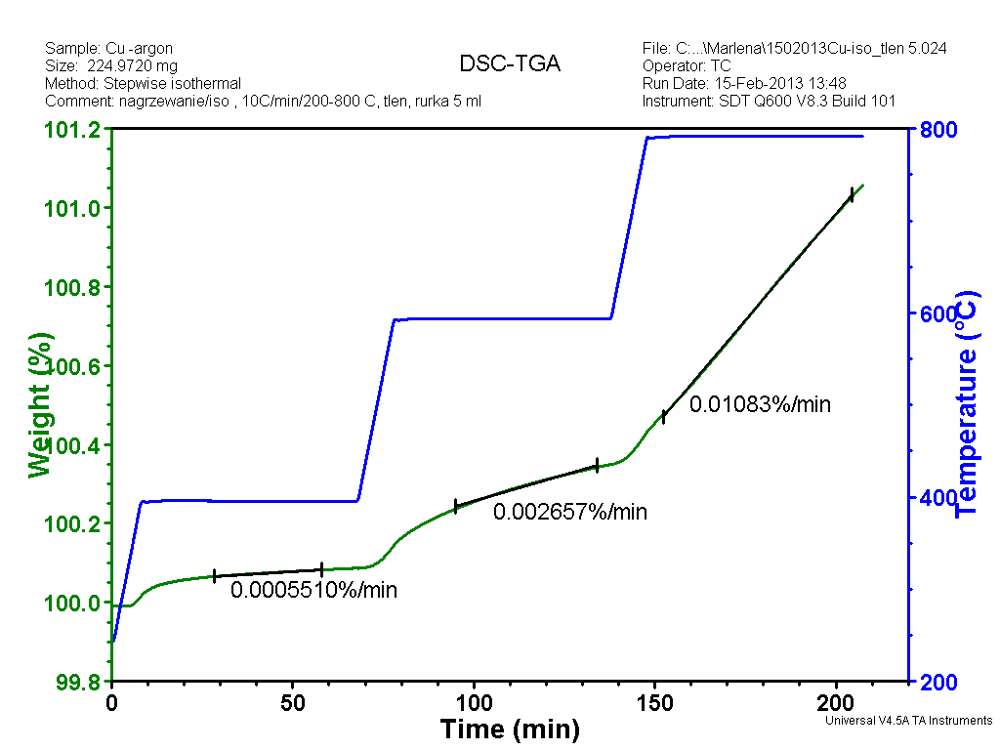 Sample: Cu -argon
Size:  224.9720 mg
Method: Stepwise isothermal
Comment: nagrzewanie/iso , 10C/min/200-800 C, tlen, rurka 5 ml
DSC-TGA
File: C:...\Marlena\1502013Cu-iso_tlen 5.024
Operator: TC
Run Date: 15-Feb-2013 13:48
Instrument: SDT Q600 V8.3 Build 101
101.2
101.0
100.8
100.6
100.4
100.2
100.0
99.8
Weight (%)
0.0005510%/min
0.002657%/min
0.01083%/min
800
600
400
200
Temperature (°C)
0
50
100
150
200
Time (min)
Universal V4.5A TA Instruments